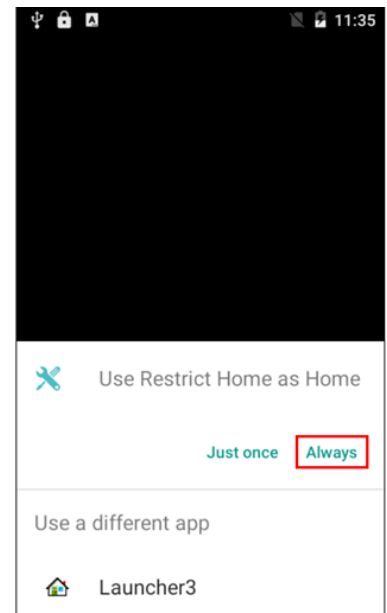 11:35
Use Restrict Home as Home
Just once Always
Use a different app
Launcher3